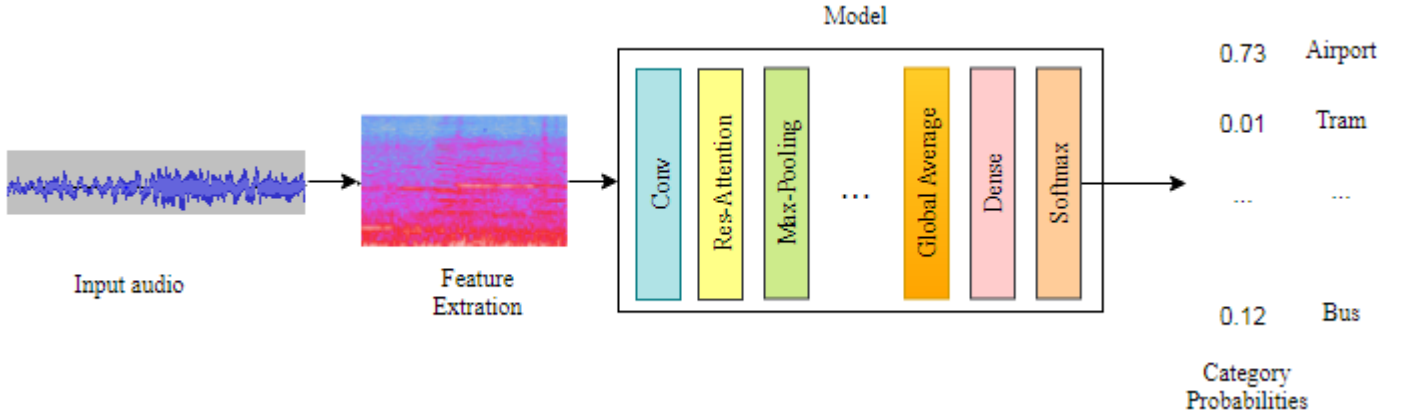 Model
Input audio
Feature
Extration
Conv
Res-Attention
Max-Pooling
...
Global Average
Dense
Softmax
0.73 Airport
0.01 Tram
... ...
0.12 Bus
Category
Probabilities